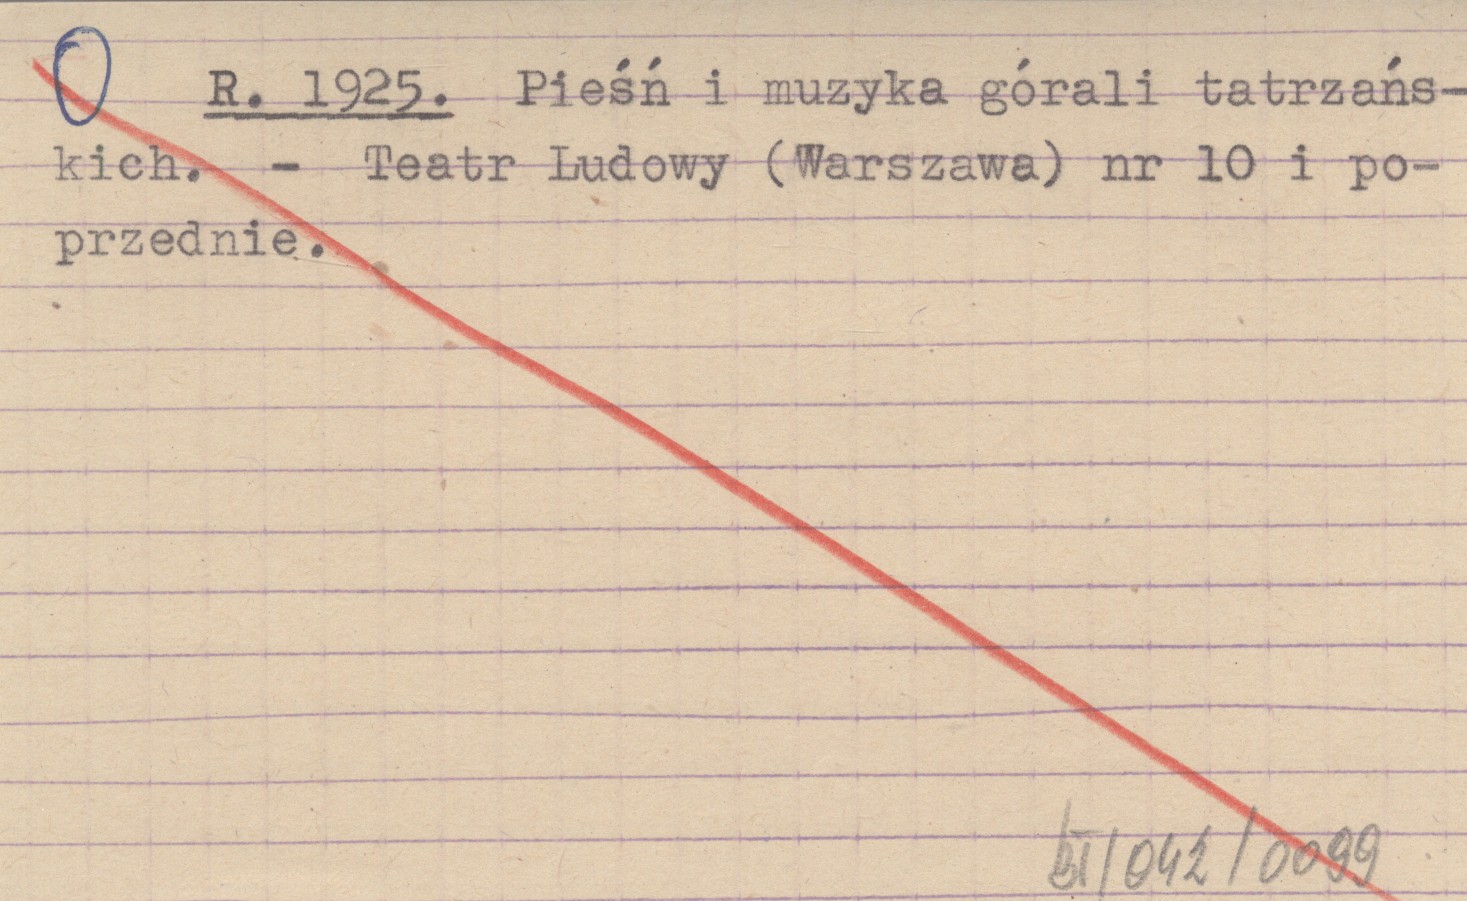 R. 1925. Pieśń i muzyka górali tatrzańs-
kich. - Teatr Ludowy (Warszawa) nr 10 i po-
przednie.
BI/042/0099